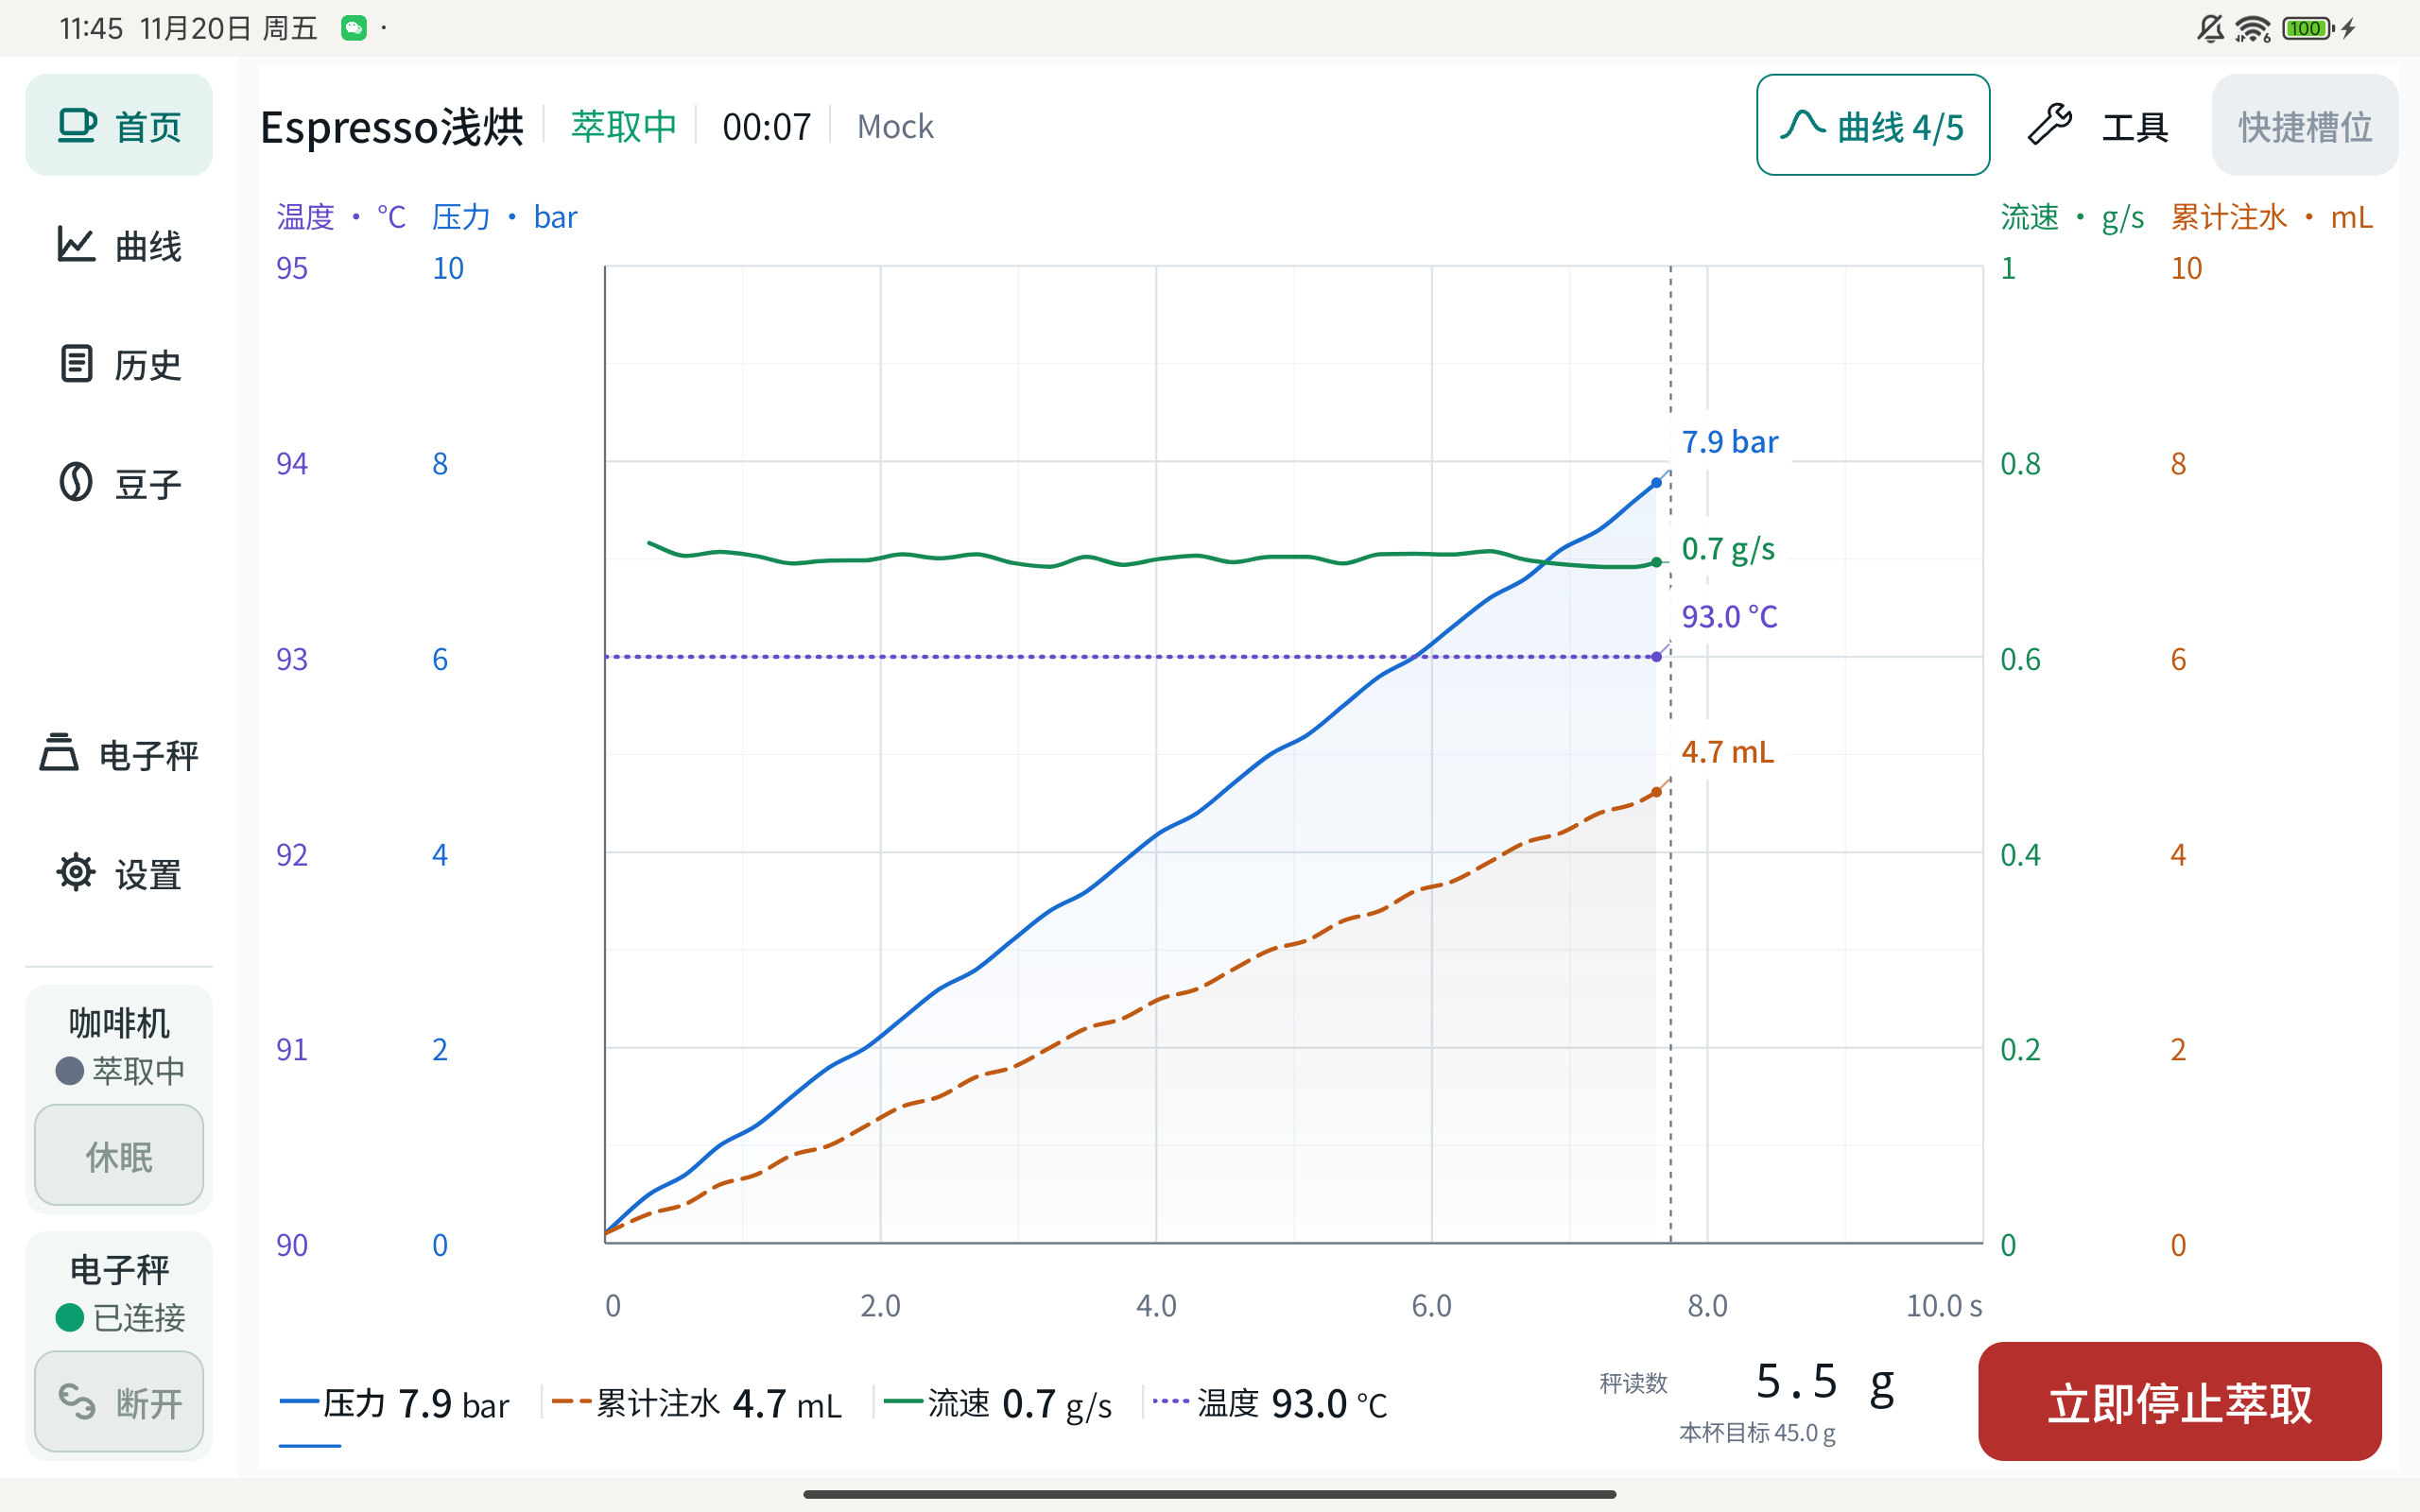 11:45 11月20日 周五
100
首页
曲线
历史
豆子
电子秤
设置
咖啡机
萃取中
休眠
电子秤
已连接
断开
Espresso浅烘 萃取中 00:07 Mock
曲线 4/5 工具 快捷槽位
温度 · °C 压力 · bar 流速 · g/s 累计注水 · mL
95 10 1 10
7.9 bar
94 8 0.8 8
0.7 g/s
93.0 °C
93 6 0.6 6
4.7 mL
92 4 0.4 4
91 2 0.2 2
90 0 0 0
0 2.0 4.0 6.0 8.0 10.0 s
压力 7.9 bar 累计注水 4.7 mL 流速 0.7 g/s 温度 93.0 °C
秤读数 5.5 g
本杯目标 45.0 g
立即停止萃取